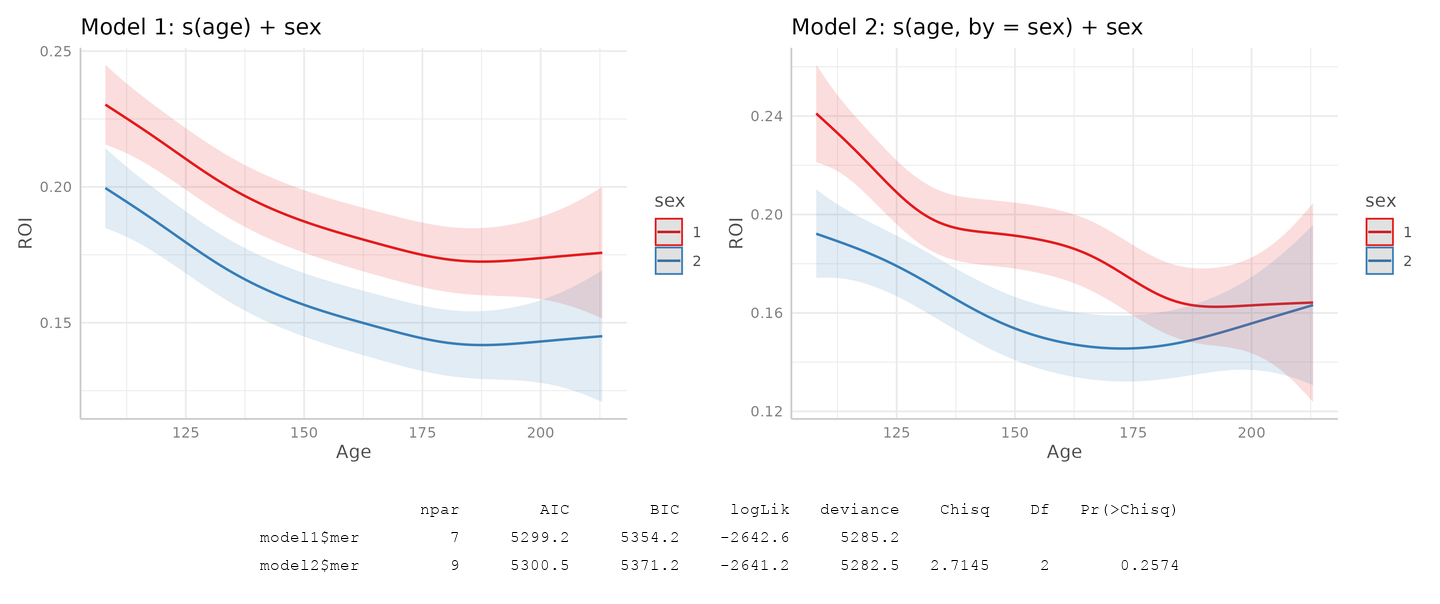 Model 1: s(age) + sex
0.25
0.20
0.15
ROI
125 150 175 200
Age
sex
1
2
Model 2: s(age, by = sex) + sex
0.24
0.20
0.16
0.12
ROI
125 150 175 200
Age
sex
1
2
npar AIC BIC logLik deviance Chisq Df Pr(>Chisq)
model1$mer 7 5299.2 5354.2 -2642.6 5285.2
model2$mer 9 5300.5 5371.2 -2641.2 5282.5 2.7145 2 0.2574